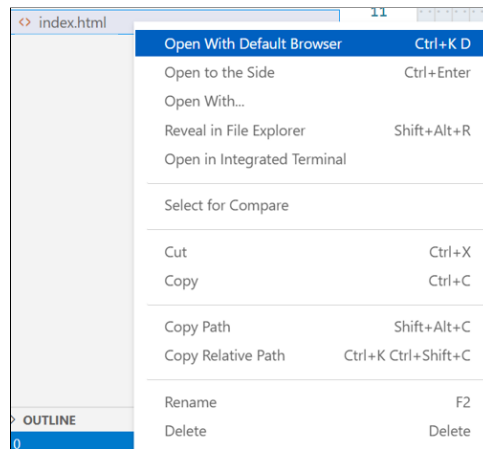 index.html
11
Open With Default Browser Ctrl+K D
Open to the Side Ctrl+Enter
Open With...
Reveal in File Explorer Shift+Alt+R
Open in Integrated Terminal
Select for Compare
Cut Ctrl+X
Copy Ctrl+C
Copy Path Shift+Alt+C
Copy Relative Path Ctrl+K Ctrl+Shift+C
Rename F2
OUTLINE
Delete Delete
0